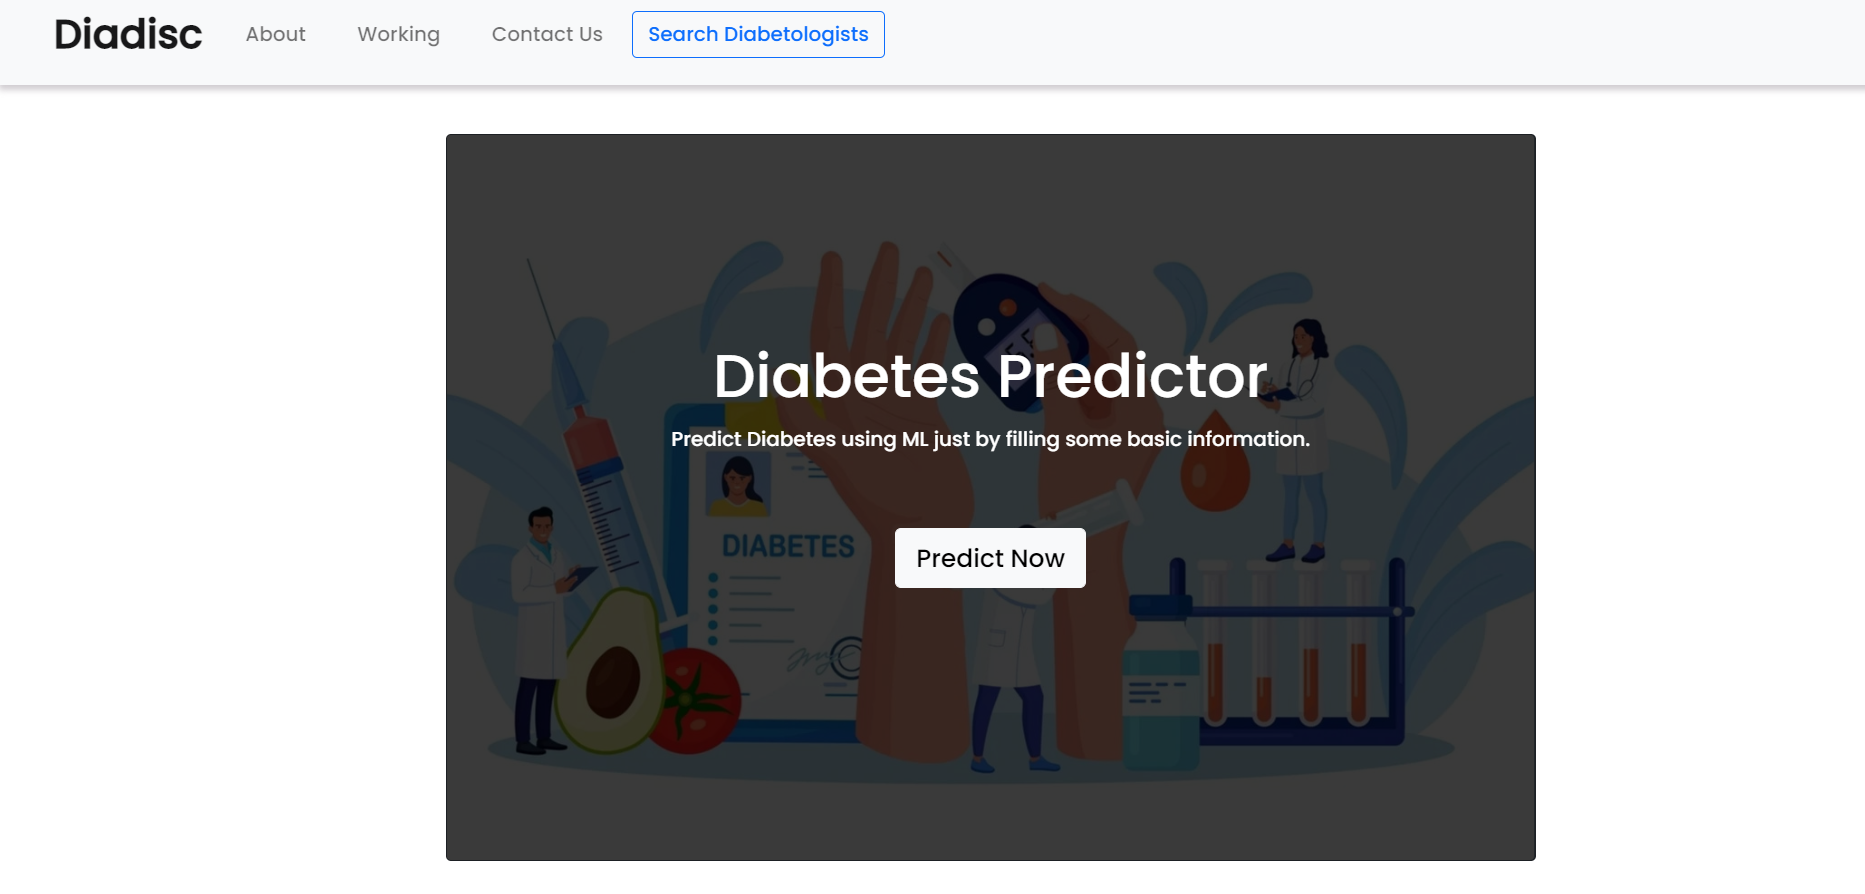 Diadisc About Working Contact Us Search Diabetologists
Diabetes Predictor
Predict Diabetes using ML just by filling some basic information.
DIABETES
Predict Now